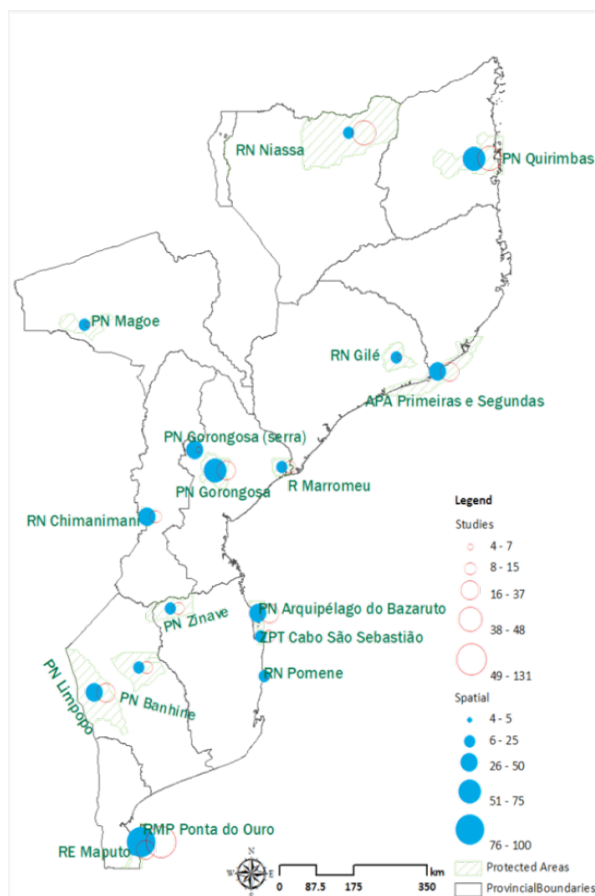 RN Niassa
PN Quirimbas
PN Magoe
RN Gilé
APA Primeiras e Segundas
PN Gorongosa (serra)
PN Gorongosa
R Marromeu
RN Chimanimani
PN Zinave
PN Arquipélago do Bazaruto
ZPT Cabo São Sebastião
RN Pomene
PN Limpopo
PN Banhine
RMP Ponta do Ouro
RE Maputo
Legend
Studies
4 - 7
8 - 15
16 - 37
38 - 48
49 - 131
Spatial
4 - 5
6 - 25
26 - 50
51 - 75
76 - 100
Protected Areas
ProvincialBoundaries
km
0 87.5 175 350